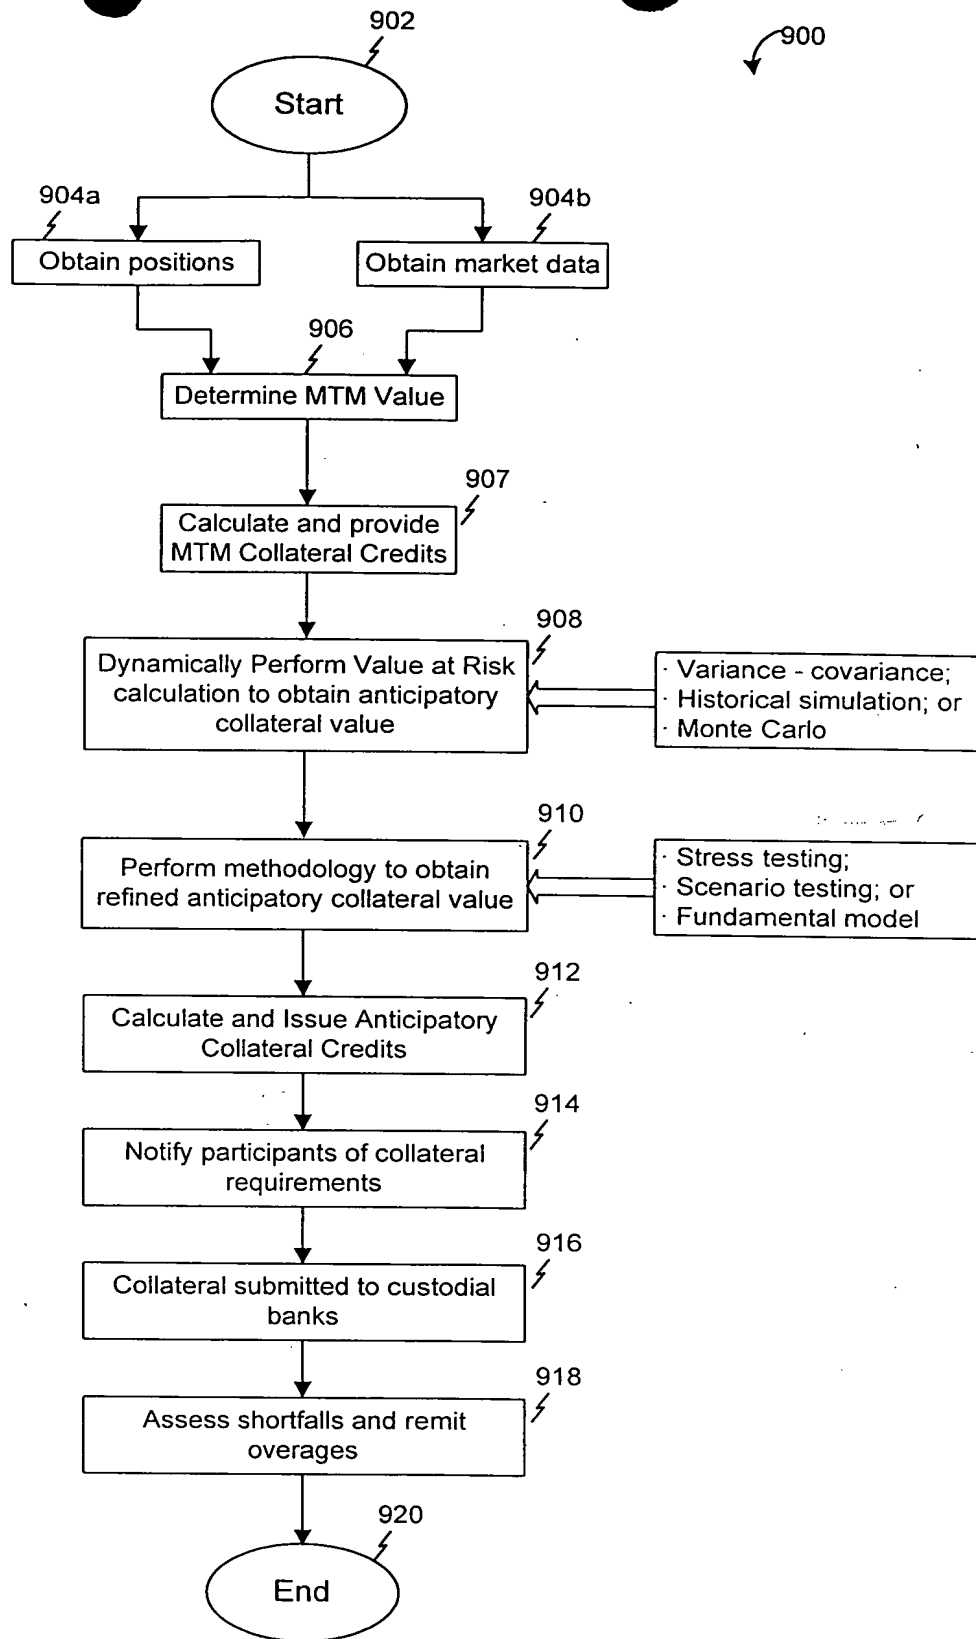 902
900
Start
904a
904b
Obtain positions
Obtain market data
906
Determine MTM Value
907
Calculate and provide
MTM Collateral Credits
908
Dynamically Perform Value at Risk
calculation to obtain anticipatory
collateral value
· Variance - covariance;
· Historical simulation; or
· Monte Carlo
910
Perform methodology to obtain
refined anticipatory collateral value
· Stress testing;
· Scenario testing; or
· Fundamental model
912
Calculate and Issue Anticipatory
Collateral Credits
914
Notify participants of collateral
requirements
916
Collateral submitted to custodial
banks
918
Assess shortfalls and remit
overages
920
End